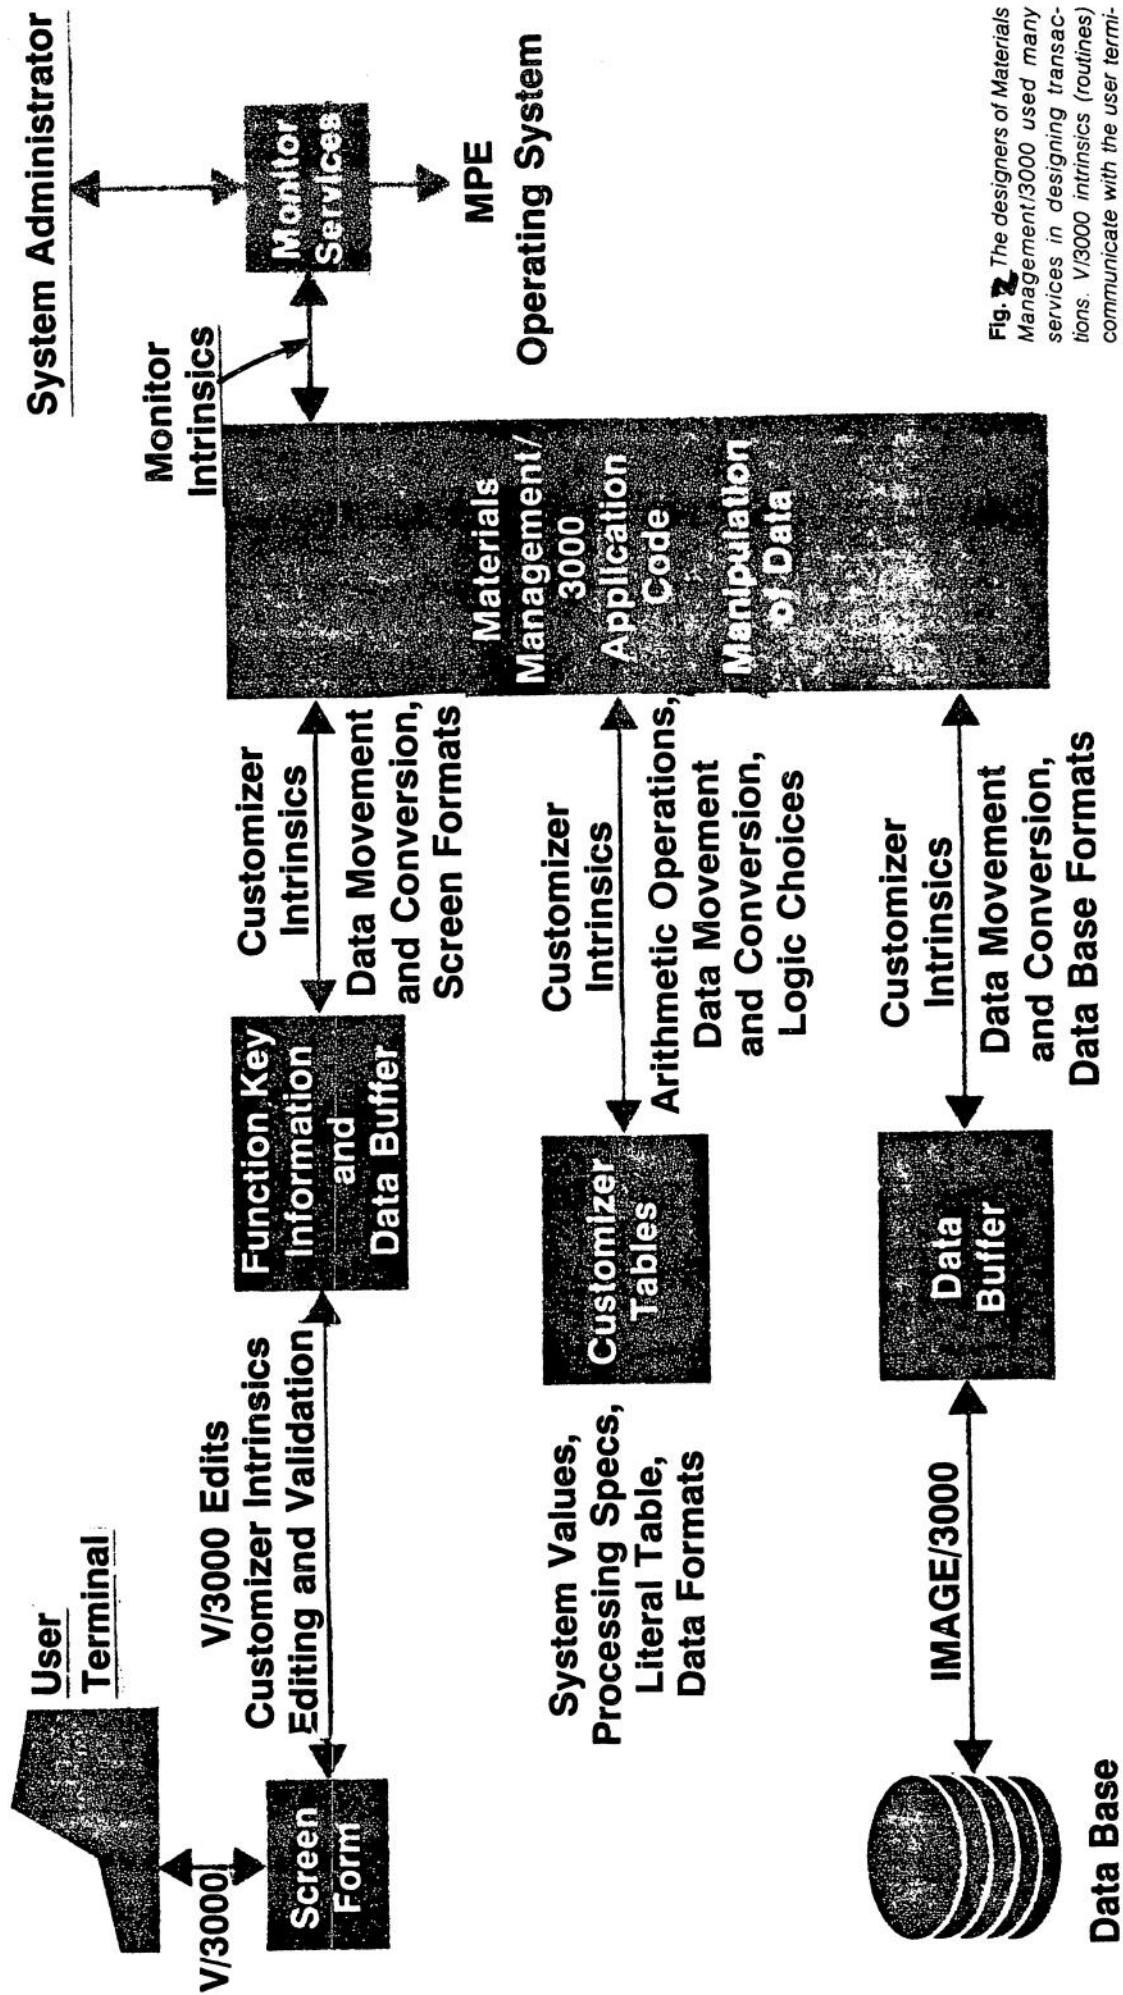 User
Terminal
V/3000
Screen
Form
V/3000 Edits
Customizer Intrinsics
Editing and Validation
Function Key
Information
and
Data Buffer
Customizer
Intrinsics
Data Movement
and Conversion,
Screen Formats
Monitor
Intrinsics
System Administrator
Monitor
Services
MPE
Operating System
System Values,
Processing Specs,
Literal Table,
Data Formats
Customizer
Tables
Customizer
Intrinsics
Arithmetic Operations,
Data Movement
and Conversion,
Logic Choices
Materials
Management/
3000
Application
Code
Manipulation
of Data
Data Base
IMAGE/3000
Data
Buffer
Customizer
Intrinsics
Data Movement
and Conversion,
Data Base Formats
Fig. The designers of Materials
Management/3000 used many
services in designing transac-
tions. V/3000 intrinsics (routines)
communicate with the user termi-